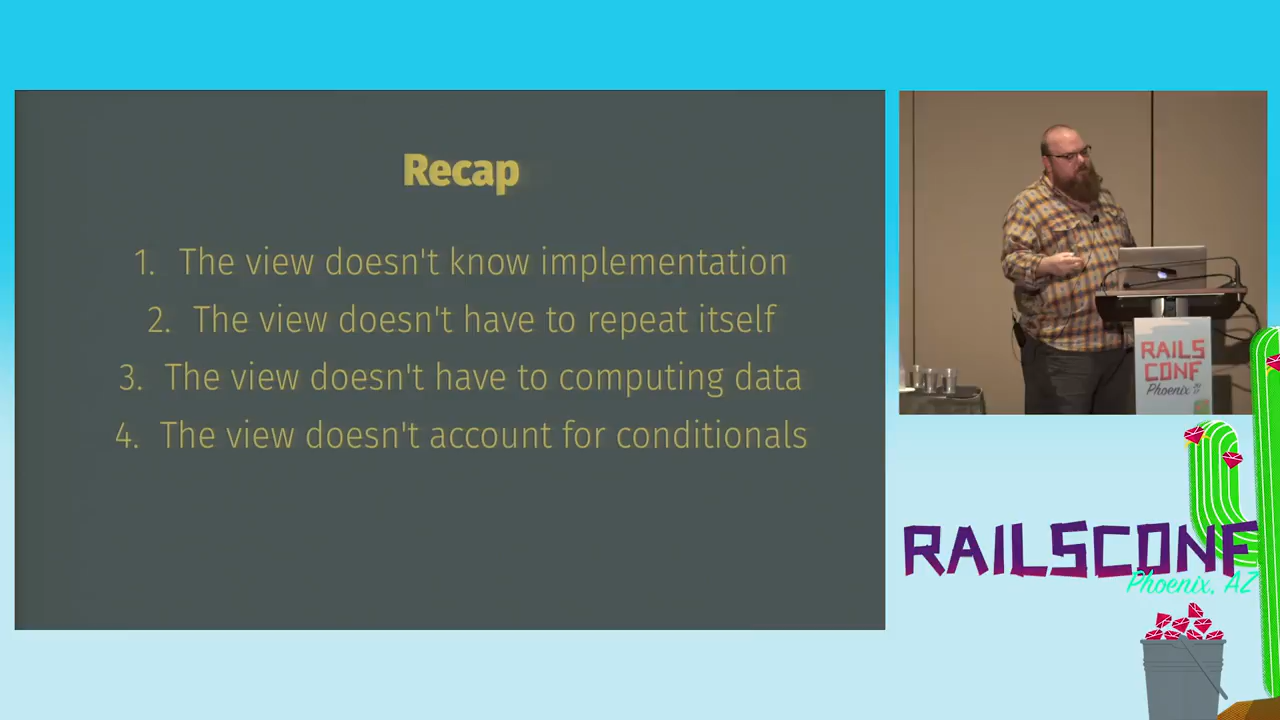 Recap
1. The view doesn't know implementation
2. The view doesn't have to repeat itself
3. The view doesn't have to computing data
4. The view doesn't account for conditionals
RAILS
CONF
Phoenix
RAILSCONF
Phoenix, AZ